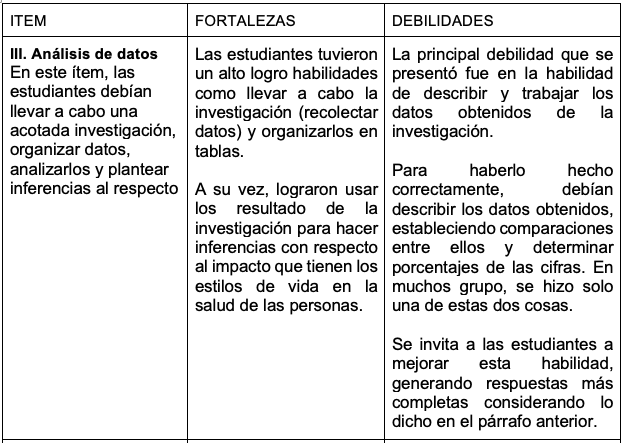 ITEM
FORTALEZAS
DEBILIDADES
III. Análisis de datos
En este ítem, las
estudiantes debían
llevar a cabo una
acotada investigación,
organizar datos,
analizarlos y plantear
inferencias al respecto
Las estudiantes tuvieron
un alto logro habilidades
como llevar a cabo la
investigación (recolectar
datos) y organizarlos en
tablas.
A su vez, lograron usar
los resultado de la
investigación para hacer
inferencias con respecto
al impacto que tienen los
estilos de vida en la
salud de las personas.
La principal debilidad que se
presentó fue en la habilidad
de describir y trabajar los
datos obtenidos de la
investigación.
Para haberlo hecho
correctamente, debían
describir los datos obtenidos,
estableciendo comparaciones
entre ellos y determinar
porcentajes de las cifras. En
muchos grupo, se hizo solo
una de estas dos cosas.
Se invita a las estudiantes a
mejorar esta habilidad,
generando respuestas más
completas considerando lo
dicho en el párrafo anterior.